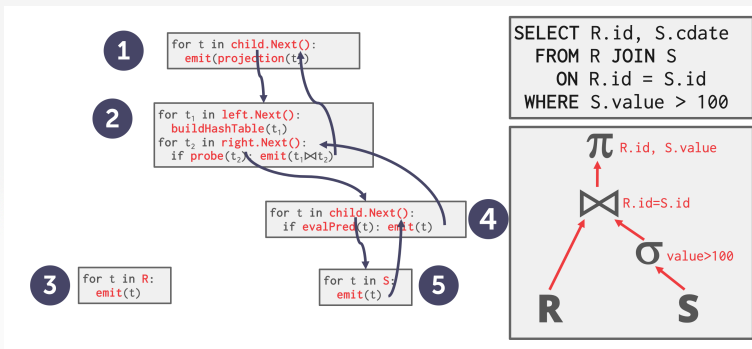 1
for t in child.Next():
emit(projection(t))
2
for t₁ in left.Next():
buildHashTable(t₁)
for t₂ in right.Next():
if probe(t₂): emit(t₁⋈t₂)
for t in child.Next():
if evalPred(t): emit(t)
4
3
for t in R:
emit(t)
for t in S:
emit(t)
5
SELECT R.id, S.cdate
FROM R JOIN S
ON R.id = S.id
WHERE S.value > 100
π R.id, S.value
⋈ R.id=S.id
σ value>100
R S